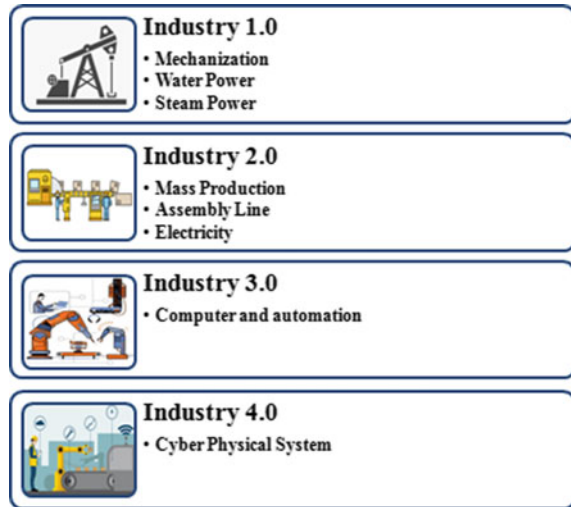 Industry 1.0
• Mechanization
• Water Power
• Steam Power
Industry 2.0
• Mass Production
• Assembly Line
• Electricity
Industry 3.0
• Computer and automation
Industry 4.0
• Cyber Physical System